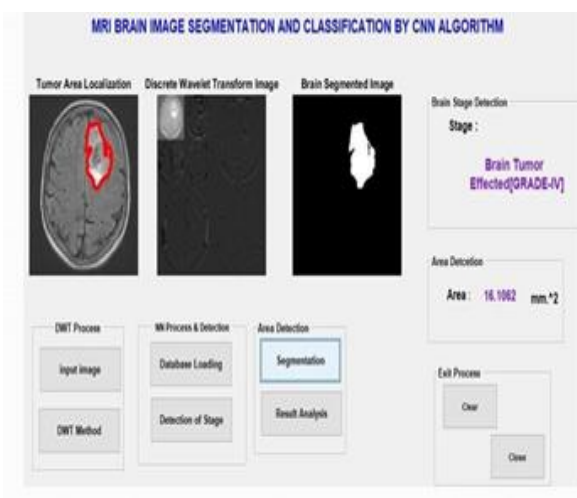 MRI BRAIN IMAGE SEGMENTATION AND CLASSIFICATION BY CNN ALGORITHM
Tumor Area Localization
Discrete Wavelet Transform Image
Brain Segmented Image
Brain Stage Detection
Stage :
Brain Tumor
Effected[GRADE-IV]
Area Detcetion
Area : 16.1062 mm.^2
DWT Process
Input image
DWT Method
NN Process & Detection
Database Loading
Detection of Stage
Area Detection
Segmentation
Result Analysis
Exit Process
Clear
Close